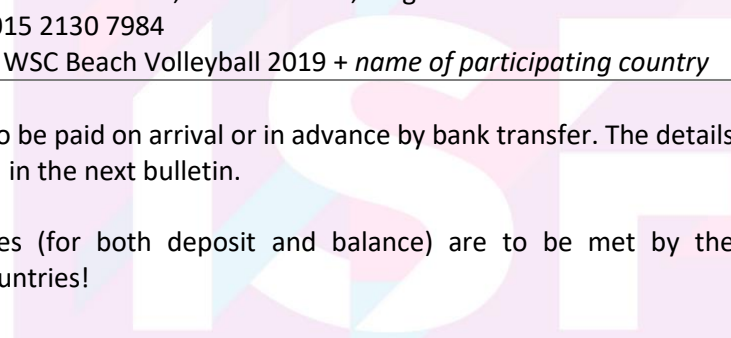 015 2130 7984
WSC Beach Volleyball 2019 + name of participating country
o be paid on arrival or in advance by bank transfer. The details
in the next bulletin.
es (for both deposit and balance) are to be met by the
untries!
ISF